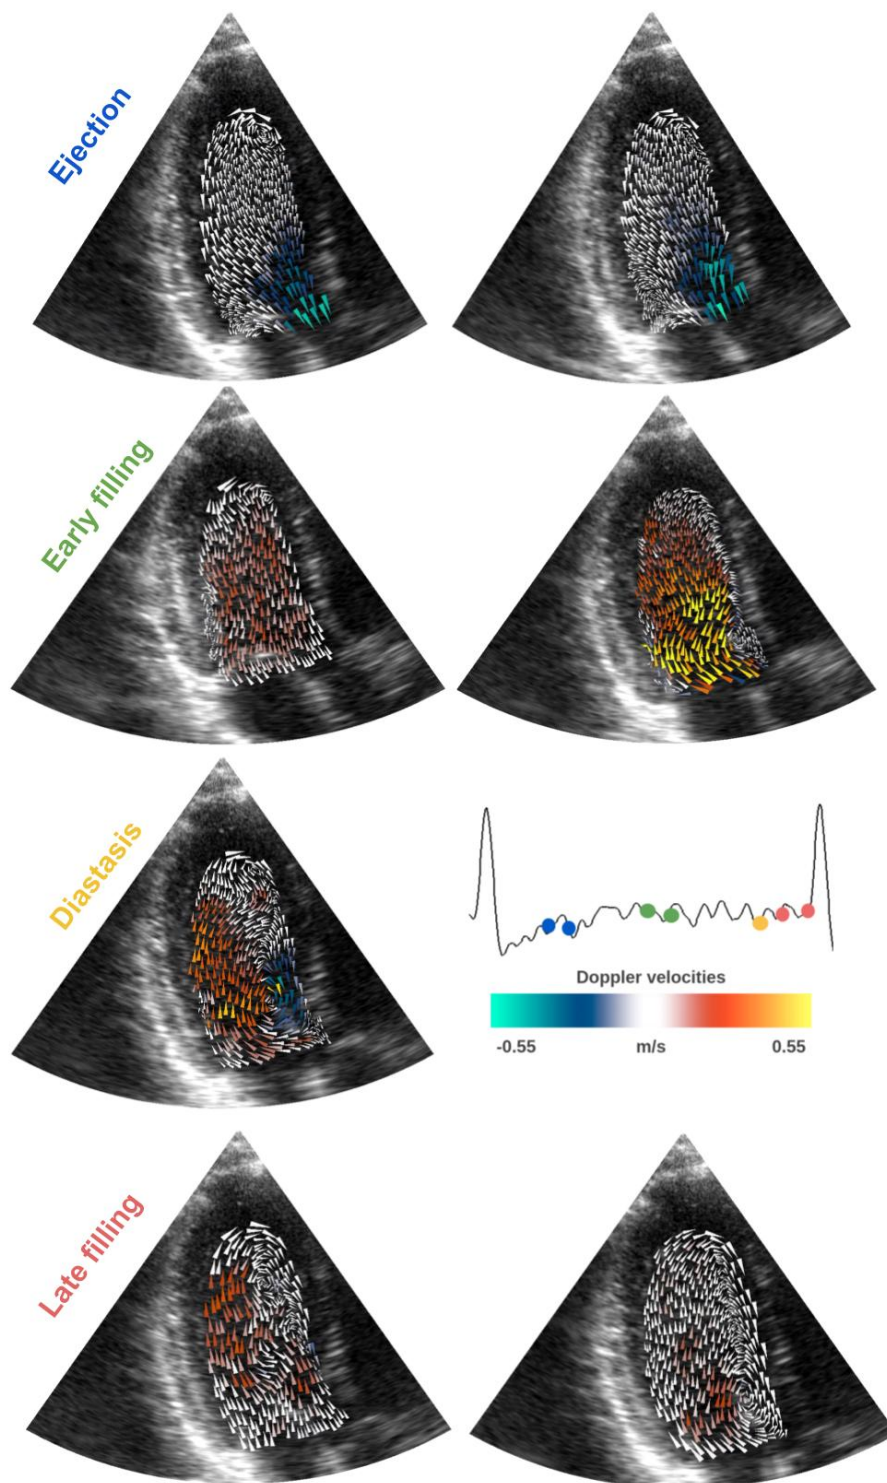 Ejection
Early filling
Diastasis
Doppler velocities
-0.55 m/s 0.55
Late filling